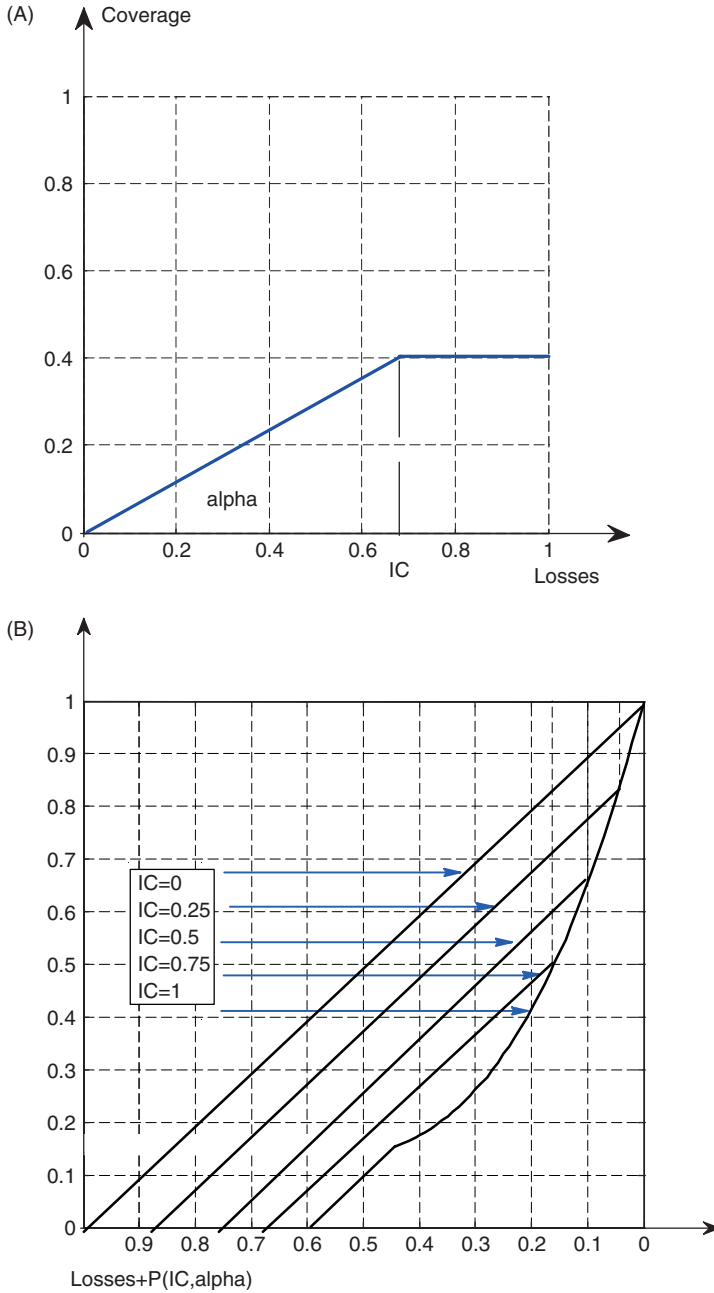 (A)
Coverage
1
0.8
0.6
0.4
0.2
0
alpha
0 0.2 0.4 0.6 0.8 1
IC
Losses
(B)
1
0.9
0.8
0.7
0.6
0.5
0.4
0.3
0.2
0.1
0
IC=0
IC=0.25
IC=0.5
IC=0.75
IC=1
0.9 0.8 0.7 0.6 0.5 0.4 0.3 0.2 0.1 0
Losses+P(IC,alpha)